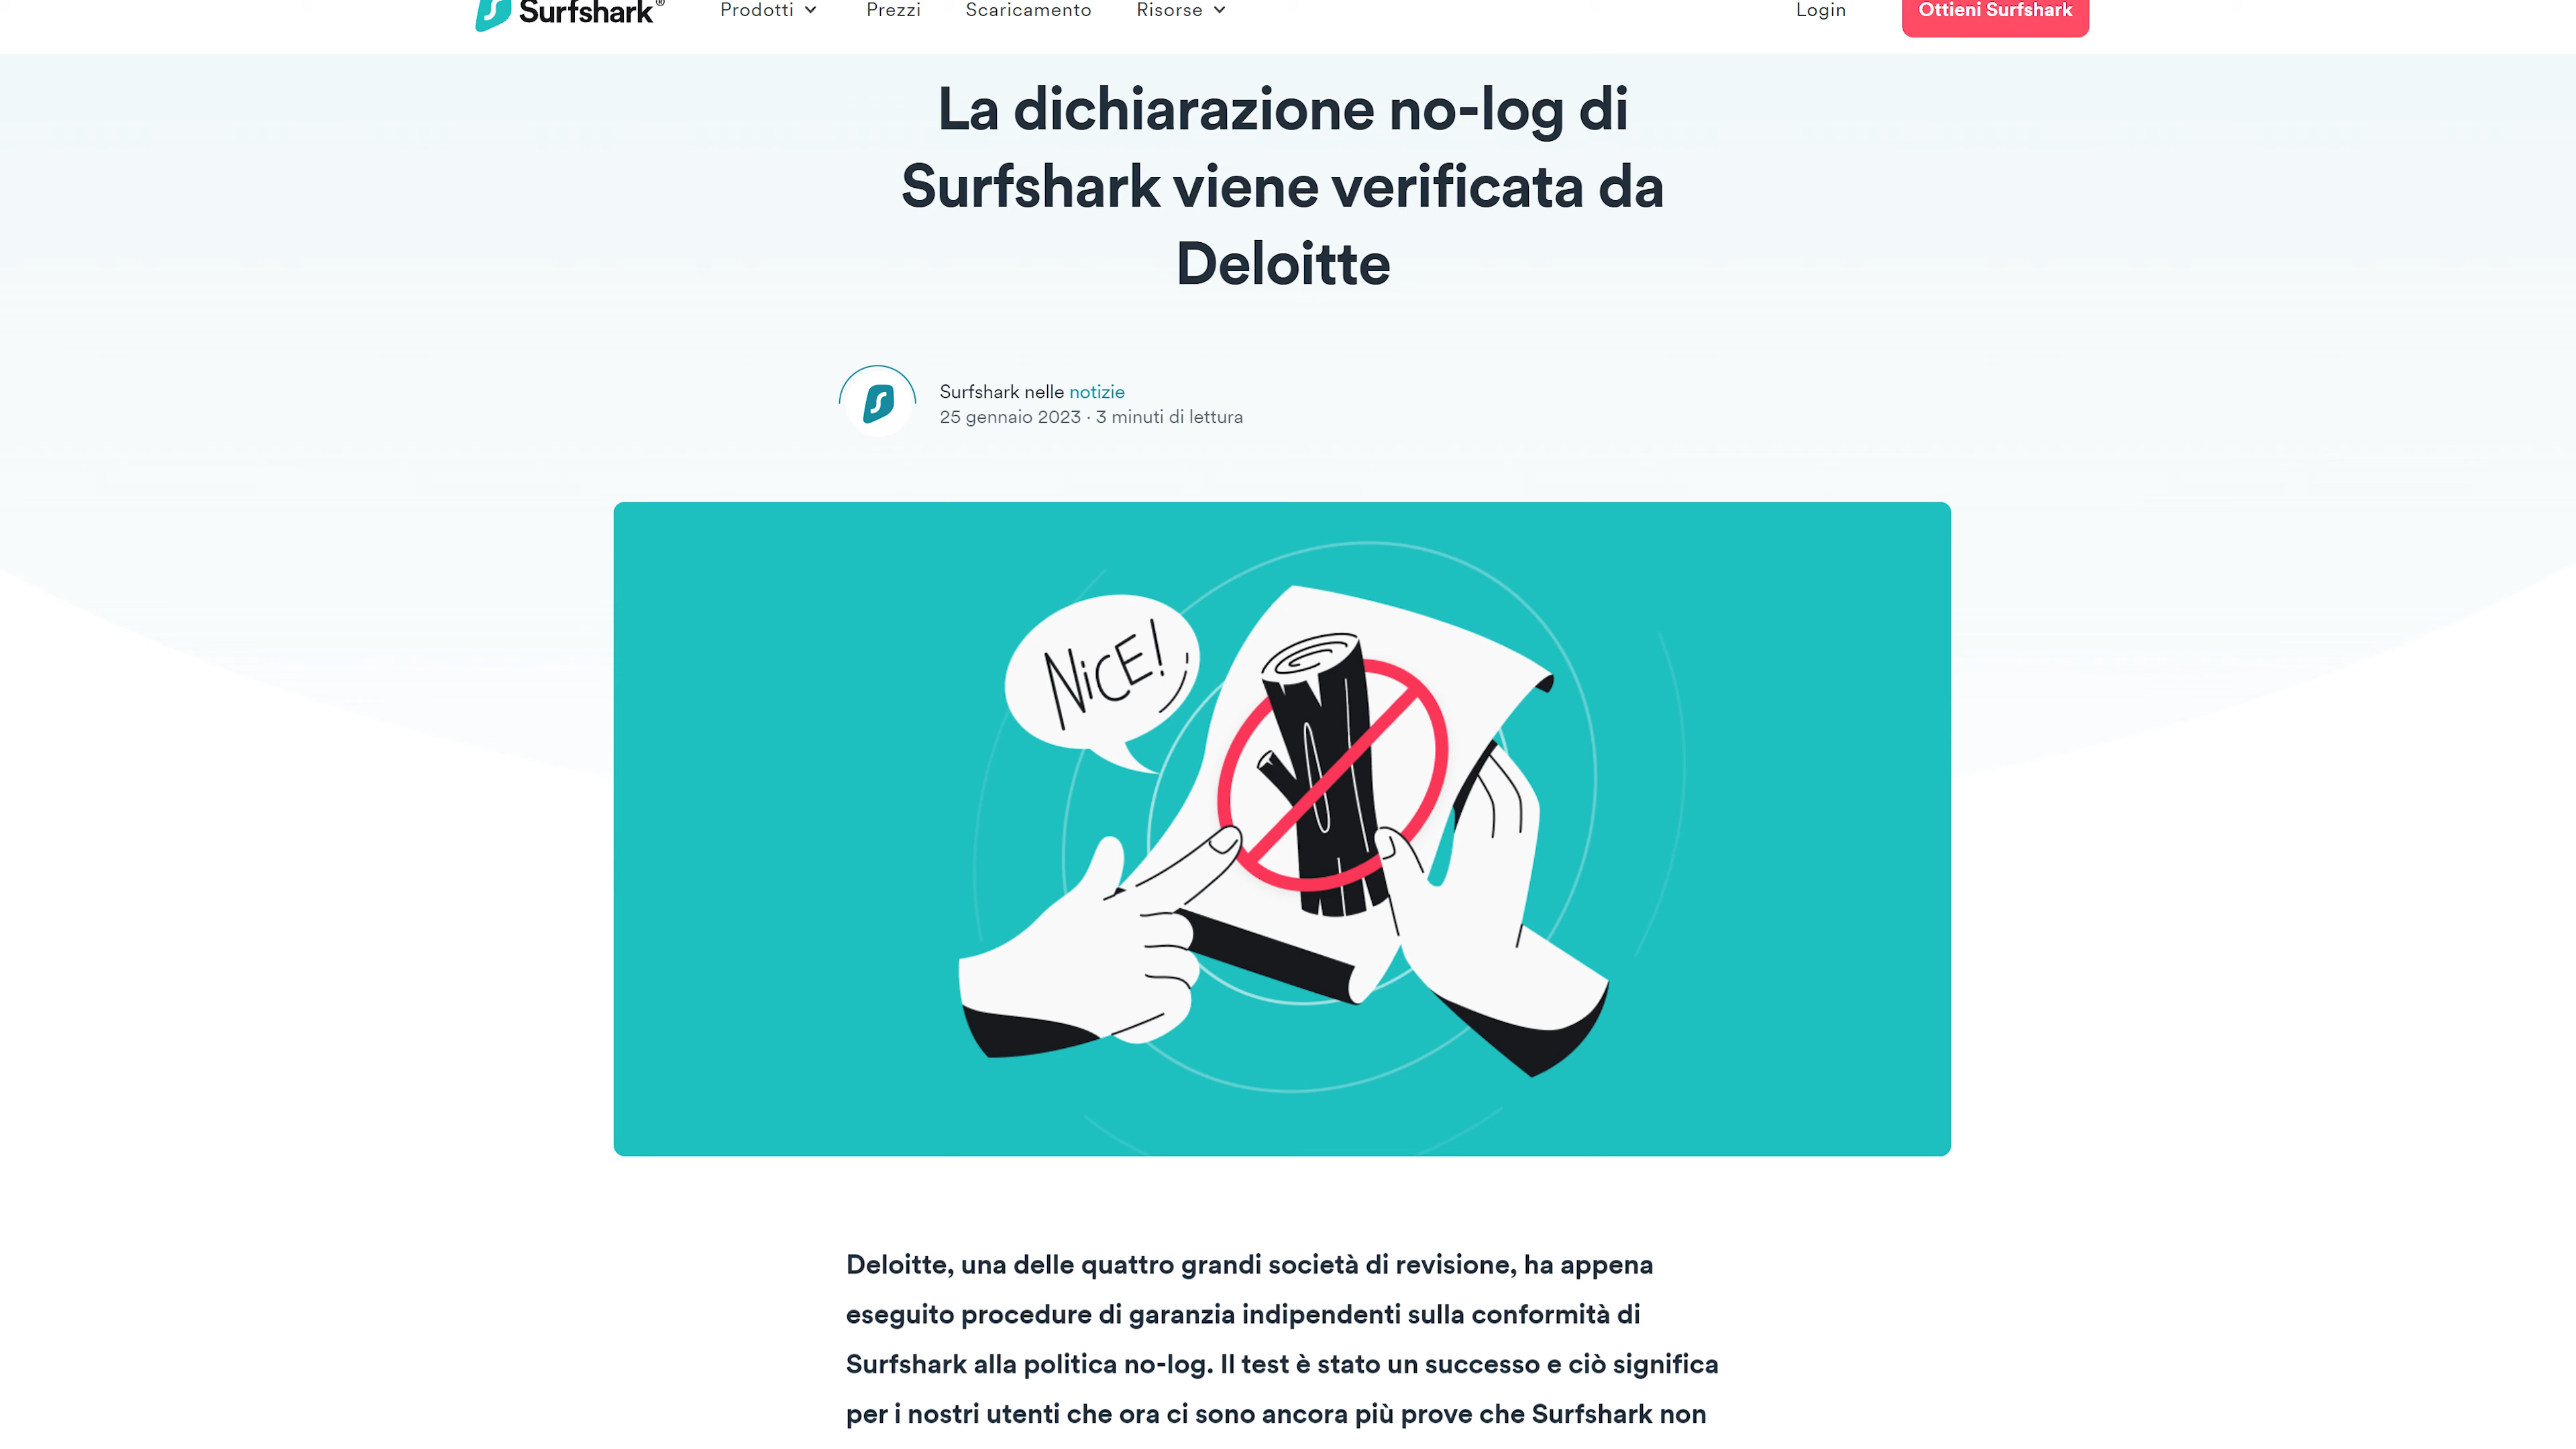 Surfshark®
Prodotti
Prezzi
Scaricamento
Risorse
Login
Ottieni Surfshark
La dichiarazione no-log di
Surfshark viene verificata da
Deloitte
Surfshark nelle notizie
25 gennaio 2023 · 3 minuti di lettura
NiCE!
Deloitte, una delle quattro grandi società di revisione, ha appena
eseguito procedure di garanzia indipendenti sulla conformità di
Surfshark alla politica no-log. Il test è stato un successo e ciò significa
per i nostri utenti che ora ci sono ancora più prove che Surfshark non